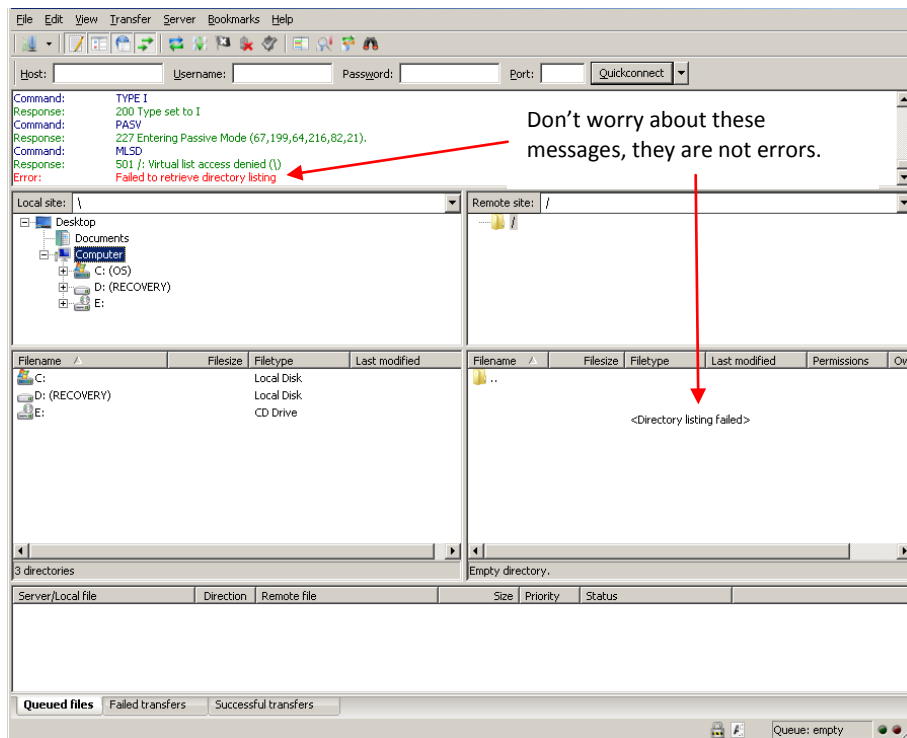 File Edit View Transfer Server Bookmarks Help
Host: Username: Password: Port: Quickconnect
Command: TYPE I
Response: 200 Type set to I
Command: PASV
Response: 227 Entering Passive Mode (67,199,64,216,82,21).
Command: MLSD
Response: 501 /: Virtual list access denied (\)
Error: Failed to retrieve directory listing
Don't worry about these
messages, they are not errors.
Local site: \
Remote site: /
Desktop
Documents
Computer
C: (OS)
D: (RECOVERY)
E:
/
Filename Filesize Filetype Last modified
C: Local Disk
D: (RECOVERY) Local Disk
E: CD Drive
3 directories
Filename Filesize Filetype Last modified Permissions Ow
..
<Directory listing failed>
Empty directory.
Server/Local file Direction Remote file Size Priority Status
Queued files Failed transfers Successful transfers
Queue: empty